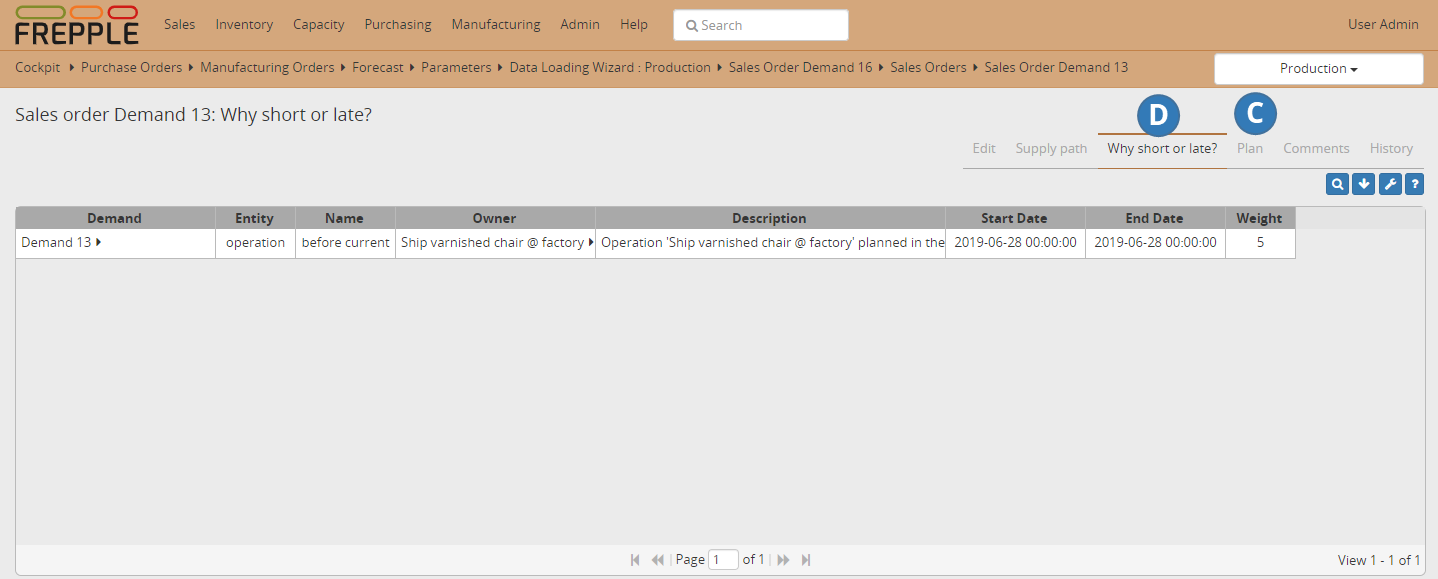 FREPPLE Sales Inventory Capacity Purchasing Manufacturing Admin Help Search User Admin
Cockpit Purchase Orders Manufacturing Orders Forecast Parameters Data Loading Wizard : Production Sales Order Demand 16 Sales Orders Sales Order Demand 13 Production
Sales order Demand 13: Why short or late?
D C
Edit Supply path Why short or late? Plan Comments History
?
Demand Entity Name Owner Description Start Date End Date Weight
Demand 13 operation before current Ship varnished chair @ factory Operation 'Ship varnished chair @ factory' planned in the 2019-06-28 00:00:00 2019-06-28 00:00:00 5
Page 1 of 1 View 1 - 1 of 1